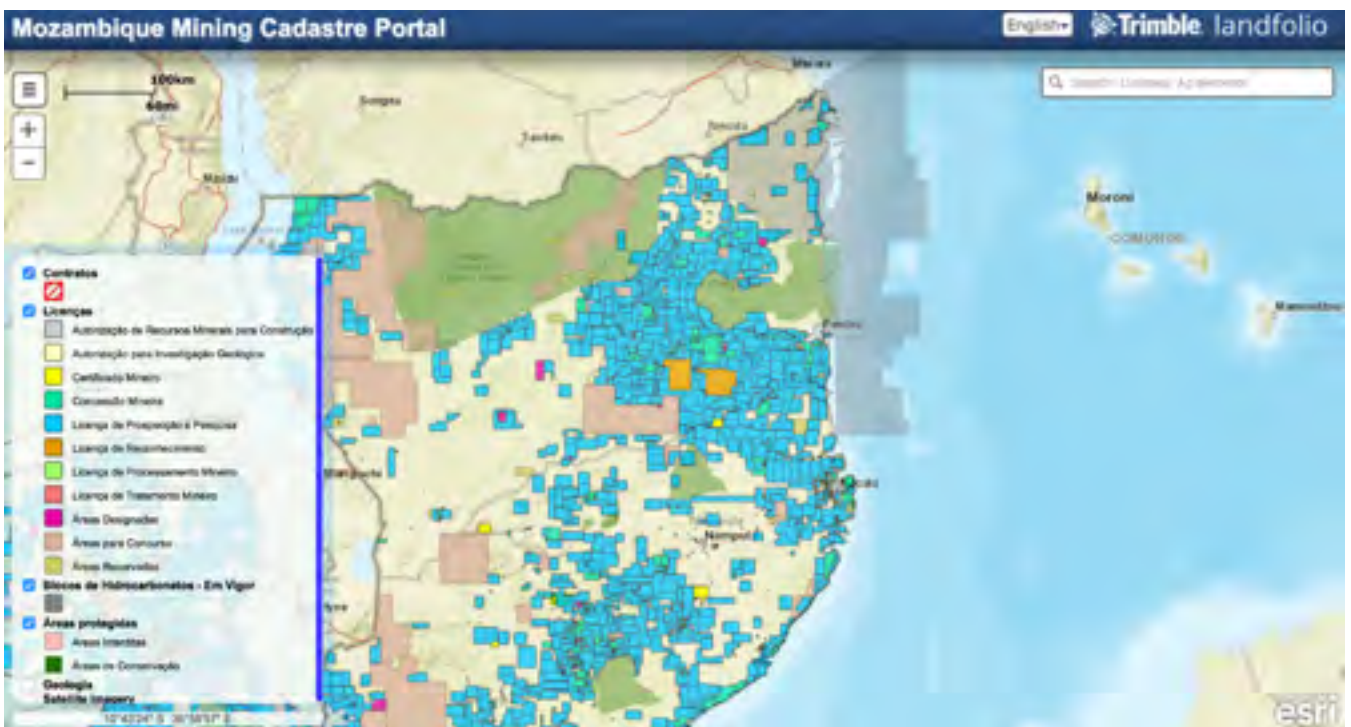 Mozambique Mining Cadastre Portal
English
Trimble landfolio
100km
60mi
Songea
Tunduru
Moroni
COMOROS
Mamoudzou
Contratos
Licenças
Autorização de Recursos Minerais para Construção
Autorização para Investigação Geológica
Certificado Mineiro
Concessão Mineira
Licença de Prospecção e Pesquisa
Licença de Reconhecimento
Licença de Processamento Mineiro
Licença de Tratamento Mineiro
Áreas Designadas
Áreas para Concurso
Áreas Reservadas
Blocos de Hidrocarbonatos - Em Vigor
Áreas protegidas
Áreas Interditas
Áreas de Conservação
Geologia
Satellite Imagery
Pemba
Nampula
esri